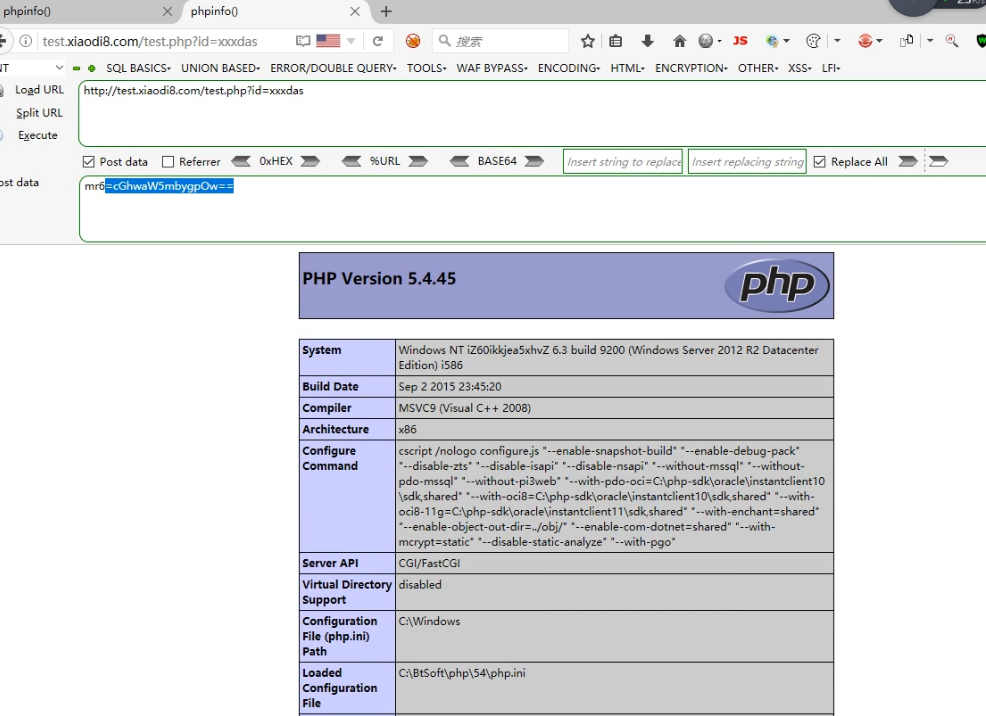 phpinfo()
phpinfo()
test.xiaodi8.com/test.php?id=xxxdas
搜索
JS
SQL BASICS UNION BASED ERROR/DOUBLE QUERY TOOLS WAF BYPASS ENCODING HTML ENCRYPTION OTHER XSS LFI
Load URL
http://test.xiaodi8.com/test.php?id=xxxdas
Split URL
Execute
Post data Referrer 0xHEX %URL BASE64 Insert string to replace Insert replacing string Replace All
ost data
mr6=cGhwaW5mbygpOw==
PHP Version 5.4.45
php
System
Windows NT iZ60ikkjea5xhvZ 6.3 build 9200 (Windows Server 2012 R2 Datacenter
Edition) i586
Build Date
Sep 2 2015 23:45:20
Compiler
MSVC9 (Visual C++ 2008)
Architecture
x86
Configure
Command
cscript /nologo configure.js "--enable-snapshot-build" "--enable-debug-pack"
"--disable-zts" "--disable-isapi" "--disable-nsapi" "--without-mssql" "--without-
pdo-mssql" "--without-pi3web" "--with-pdo-oci=C:\php-sdk\oracle\instantclient10
\sdk,shared" "--with-oci8=C:\php-sdk\oracle\instantclient10\sdk,shared" "--with-
oci8-11g=C:\php-sdk\oracle\instantclient11\sdk,shared" "--with-enchant=shared"
"--enable-object-out-dir=../obj/" "--enable-com-dotnet=shared" "--with-
mcrypt=static" "--disable-static-analyze" "--with-pgo"
Server API
CGI/FastCGI
Virtual Directory
Support
disabled
Configuration
File (php.ini)
Path
C:\Windows
Loaded
Configuration
File
C:\BtSoft\php\54\php.ini